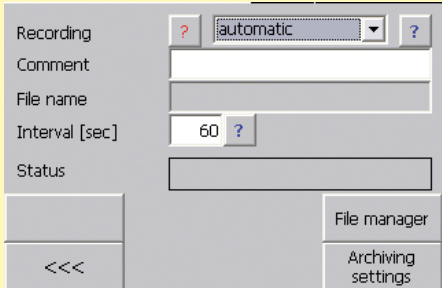 Recording ? automatic ?
Comment
File name
Interval [sec] 60 ?
Status
File manager
<<< Archiving
settings